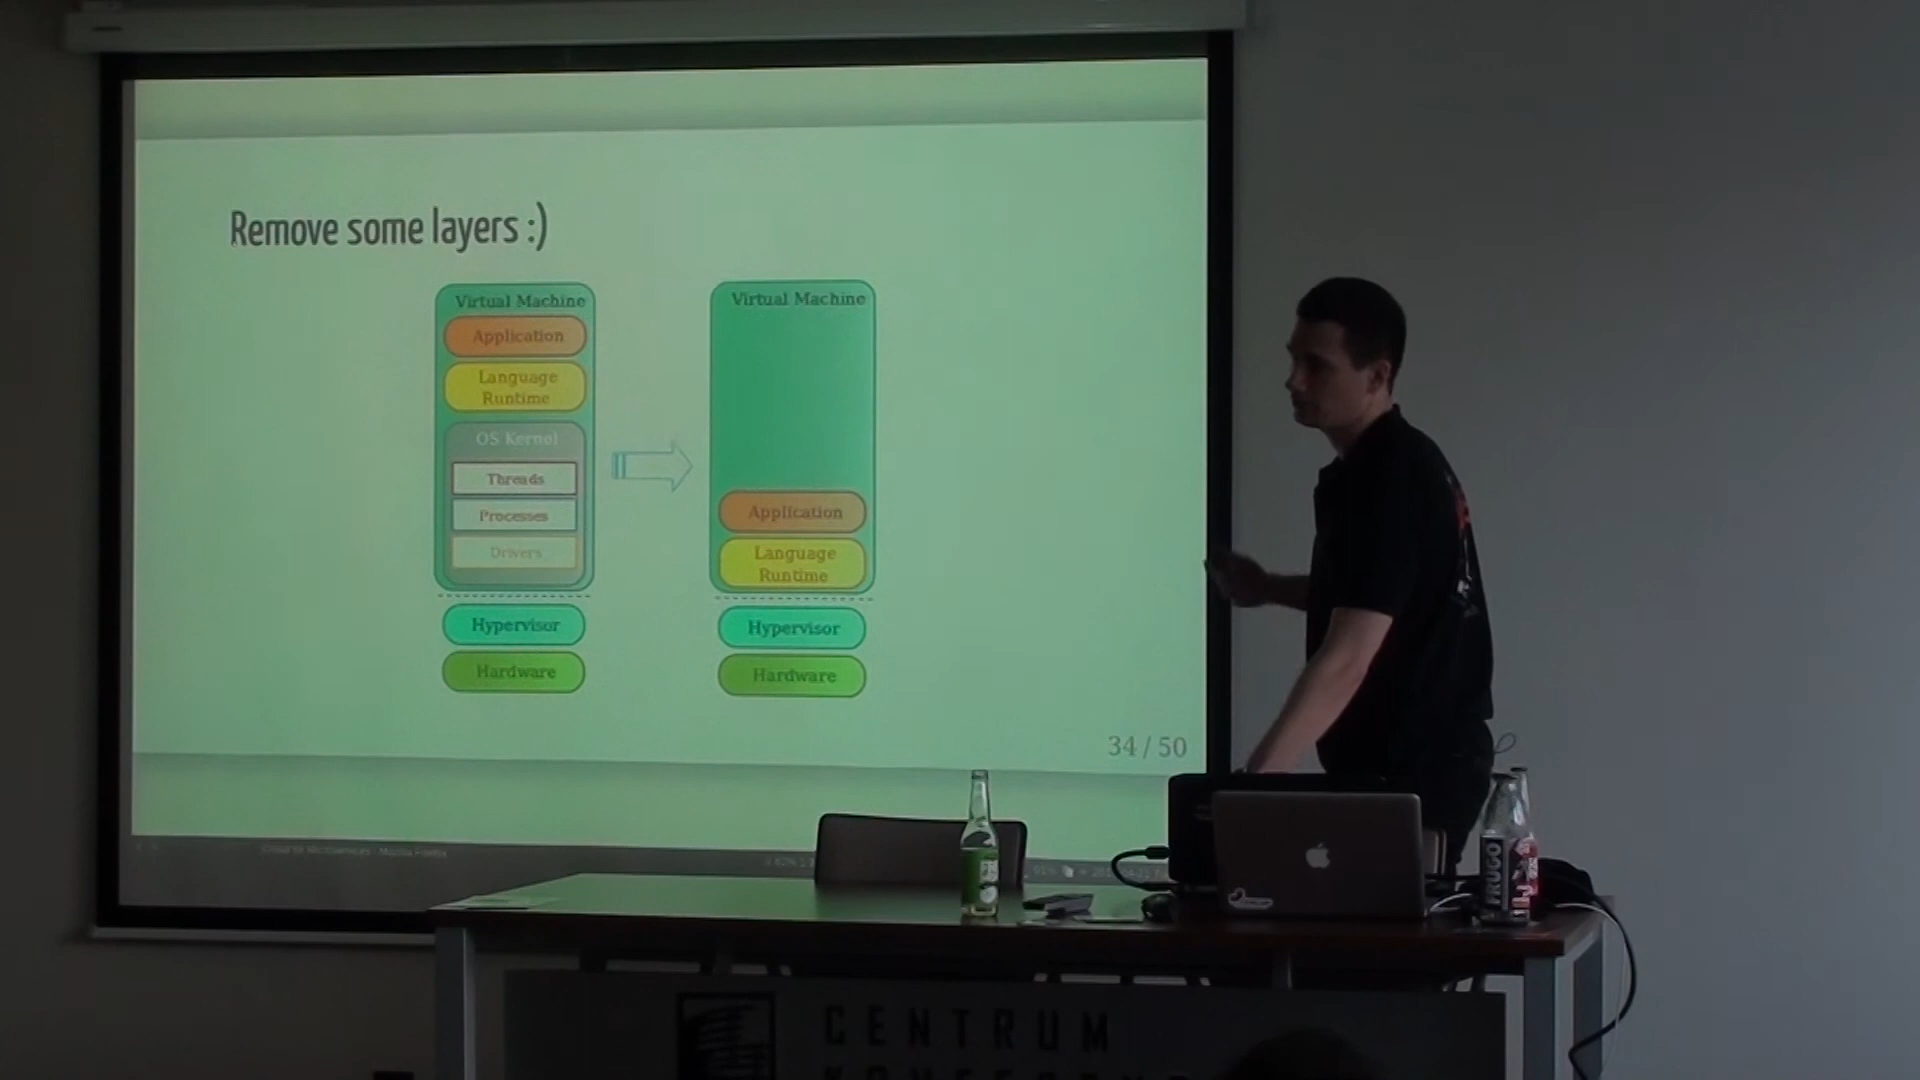 Remove some layers :)
Virtual Machine
Application
Language
Runtime
OS Kernel
Threads
Processes
Drivers
Hypervisor
Hardware
Virtual Machine
Application
Language
Runtime
Hypervisor
Hardware
34 / 50
FRUGO
CENTRUM